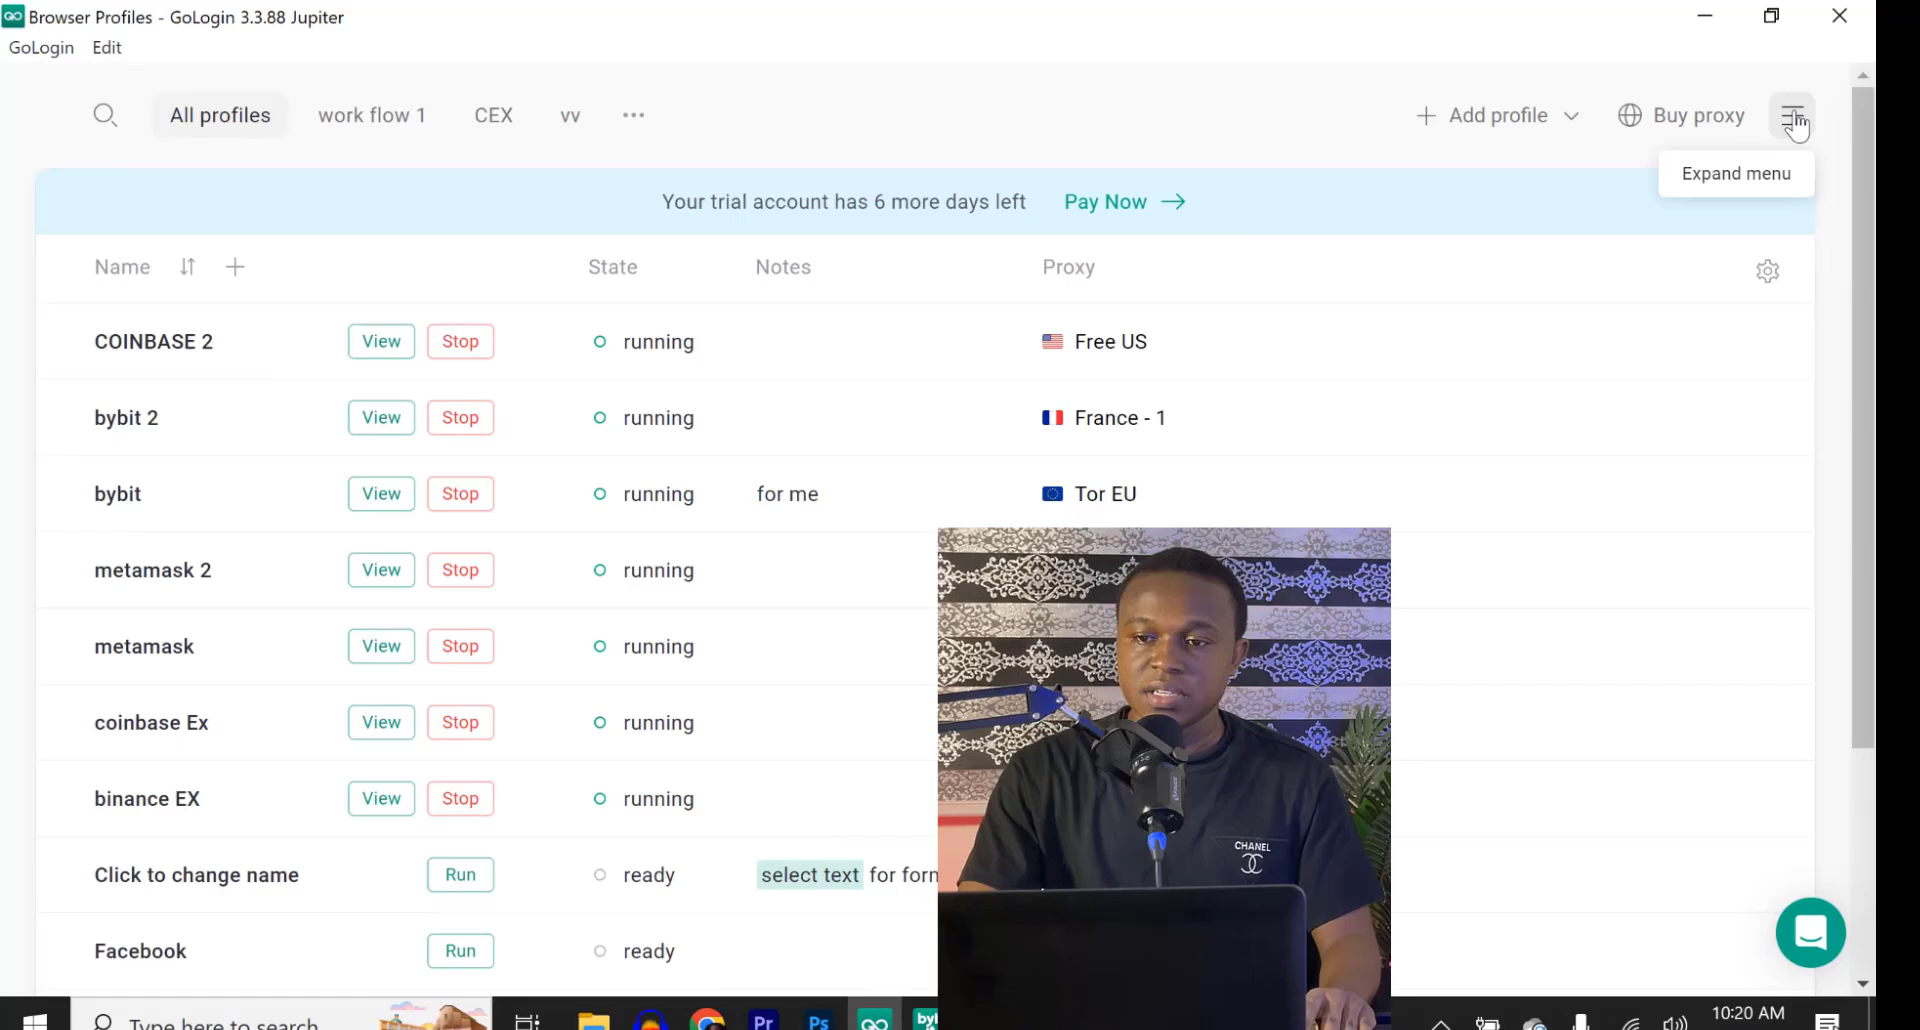 Browser Profiles - GoLogin 3.3.88 Jupiter
GoLogin Edit
All profiles work flow 1 CEX vv ... + Add profile Buy proxy
Expand menu
Your trial account has 6 more days left Pay Now →
Name + State Notes Proxy
COINBASE 2 View Stop running Free US
bybit 2 View Stop running France - 1
bybit View Stop running for me Tor EU
metamask 2 View Stop running
metamask View Stop running
coinbase Ex View Stop running
binance EX View Stop running
Click to change name Run ready select text for
Facebook Run ready
CHANEL
Type here to search Pr Ps 10:20 AM